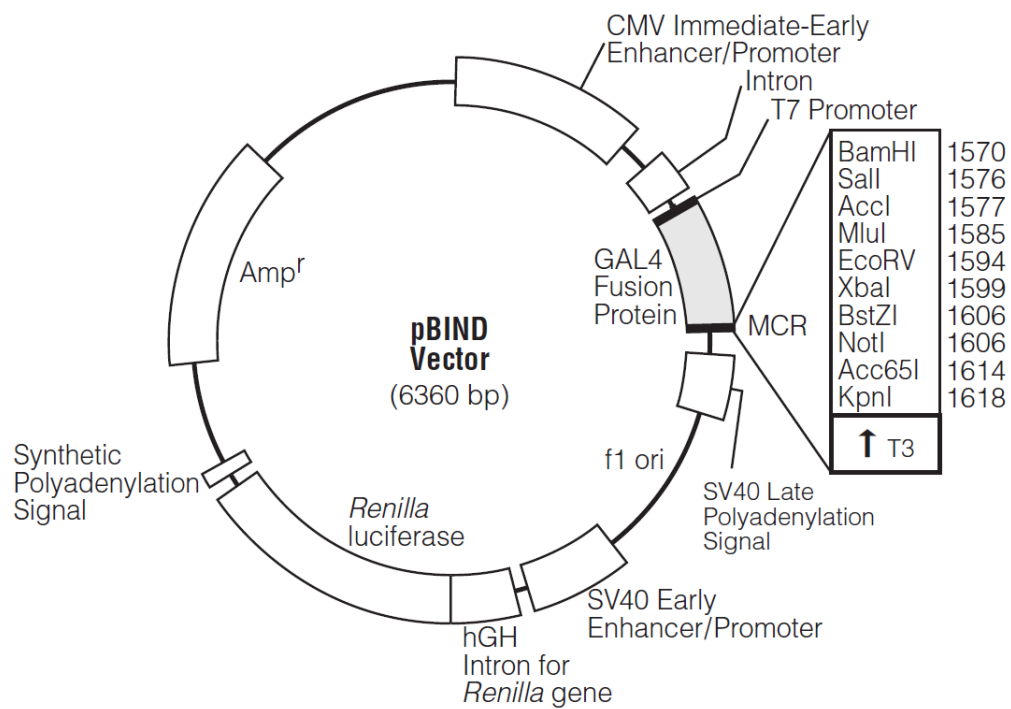 CMV Immediate-Early
Enhancer/Promoter
Intron
T7 Promoter
BamHI 1570
SalI 1576
AccI 1577
MluI 1585
EcoRV 1594
XbaI 1599
BstZI 1606
NotI 1606
Acc65I 1614
KpnI 1618
↑ T3
MCR
GAL4
Fusion
Protein
Ampr
pBIND
Vector
(6360 bp)
Synthetic
Polyadenylation
Signal
Renilla
luciferase
f1 ori
SV40 Late
Polyadenylation
Signal
SV40 Early
Enhancer/Promoter
hGH
Intron for
Renilla gene